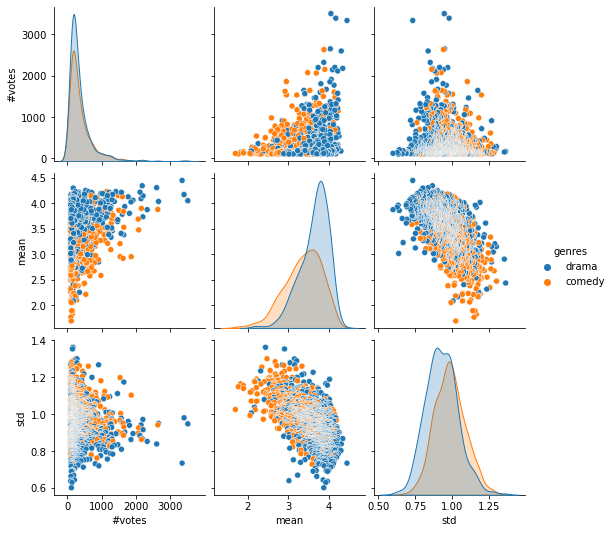 #votes
3000
2000
1000
0
mean
4.5
4.0
3.5
3.0
2.5
2.0
genres
drama
comedy
std
1.4
1.2
1.0
0.8
0.6
0 1000 2000 3000
2 3 4
0.50 0.75 1.00 1.25
#votes mean std